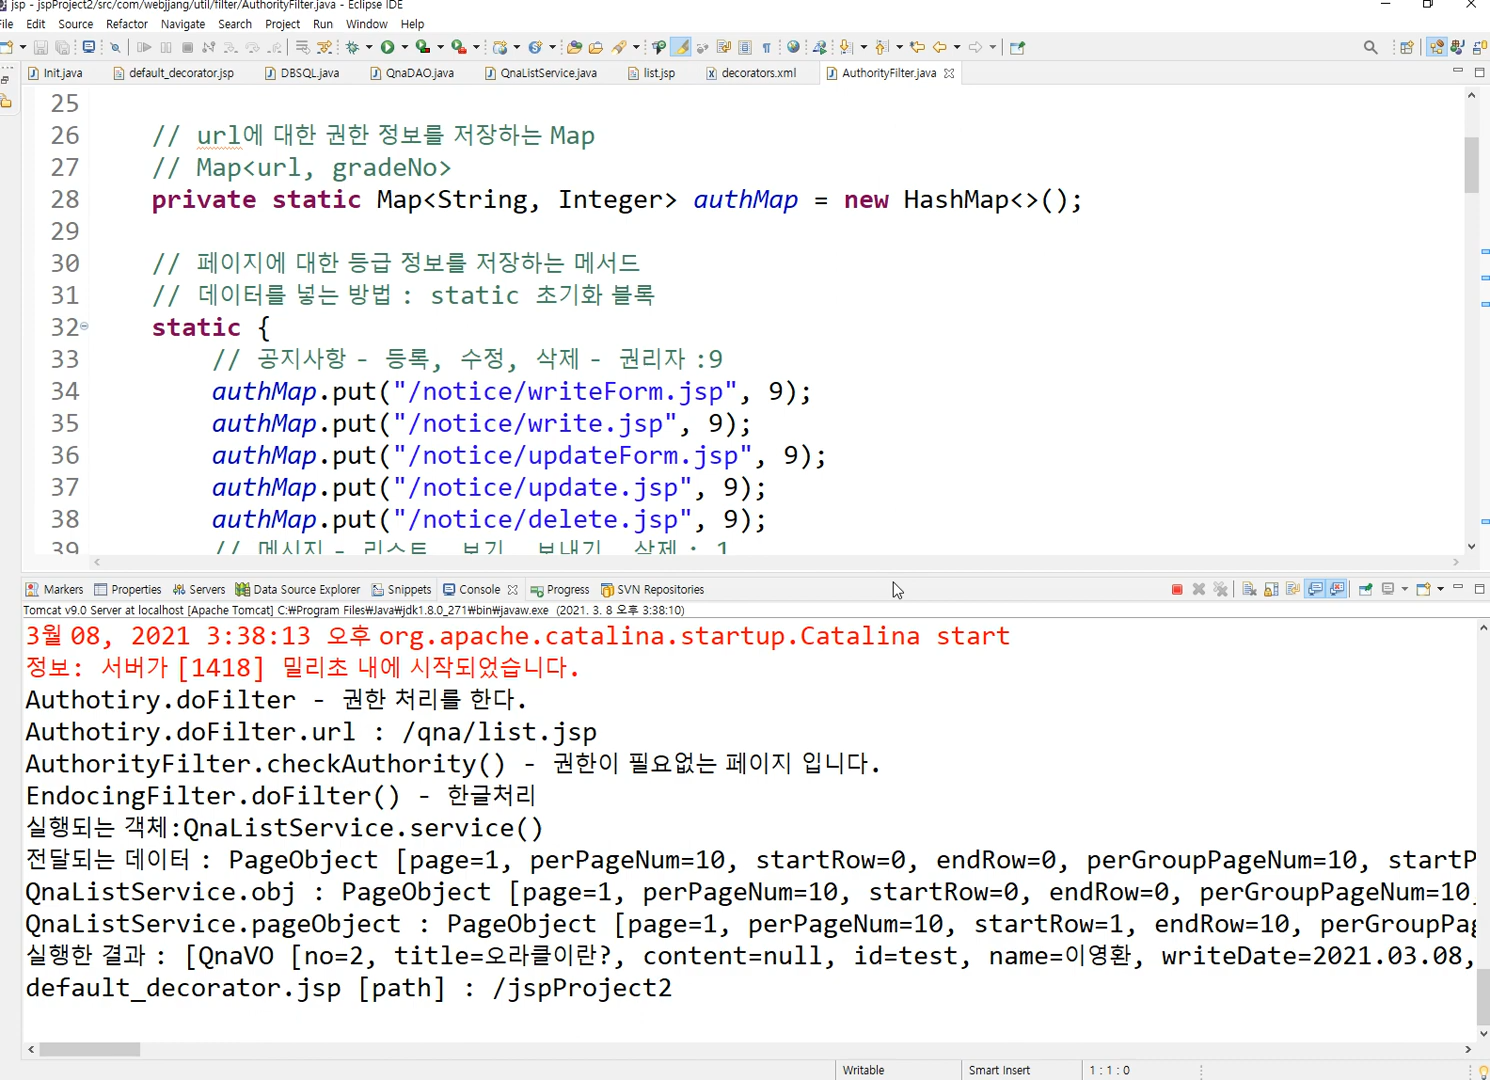 jsp - jspProject2/src/com/webjjang/util/filter/AuthorityFilter.java - Eclipse IDE
File Edit Source Refactor Navigate Search Project Run Window Help
Init.java default_decorator.jsp DBSQL.java QnaDAO.java QnaListService.java list.jsp decorators.xml AuthorityFilter.java
25
26 // url에 대한 권한 정보를 저장하는 Map
27 // Map<url, gradeNo>
28 private static Map<String, Integer> authMap = new HashMap<>();
29
30 // 페이지에 대한 등급 정보를 저장하는 메서드
31 // 데이터를 넣는 방법 : static 초기화 블록
32 static {
33 // 공지사항 - 등록, 수정, 삭제 - 권리자 :9
34 authMap.put("/notice/writeForm.jsp", 9);
35 authMap.put("/notice/write.jsp", 9);
36 authMap.put("/notice/updateForm.jsp", 9);
37 authMap.put("/notice/update.jsp", 9);
38 authMap.put("/notice/delete.jsp", 9);
39 // 메시지 - 리스트, 보기, 보내기, 삭제 : 1
Markers Properties Servers Data Source Explorer Snippets Console Progress SVN Repositories
Tomcat v9.0 Server at localhost [Apache Tomcat] C:₩Program Files₩Java₩jdk1.8.0_271₩bin₩javaw.exe (2021. 3. 8 오후 3:38:10)
3월 08, 2021 3:38:13 오후 org.apache.catalina.startup.Catalina start
정보: 서버가 [1418] 밀리초 내에 시작되었습니다.
Authotiry.doFilter - 권한 처리를 한다.
Authotiry.doFilter.url : /qna/list.jsp
AuthorityFilter.checkAuthority() - 권한이 필요없는 페이지 입니다.
EndocingFilter.doFilter() - 한글처리
실행되는 객체:QnaListService.service()
전달되는 데이터 : PageObject [page=1, perPageNum=10, startRow=0, endRow=0, perGroupPageNum=10, startP
QnaListService.obj : PageObject [page=1, perPageNum=10, startRow=0, endRow=0, perGroupPageNum=10,
QnaListService.pageObject : PageObject [page=1, perPageNum=10, startRow=1, endRow=10, perGroupPag
실행한 결과 : [QnaVO [no=2, title=오라클이란?, content=null, id=test, name=이영환, writeDate=2021.03.08,
default_decorator.jsp [path] : /jspProject2
Writable Smart Insert 1 : 1 : 0